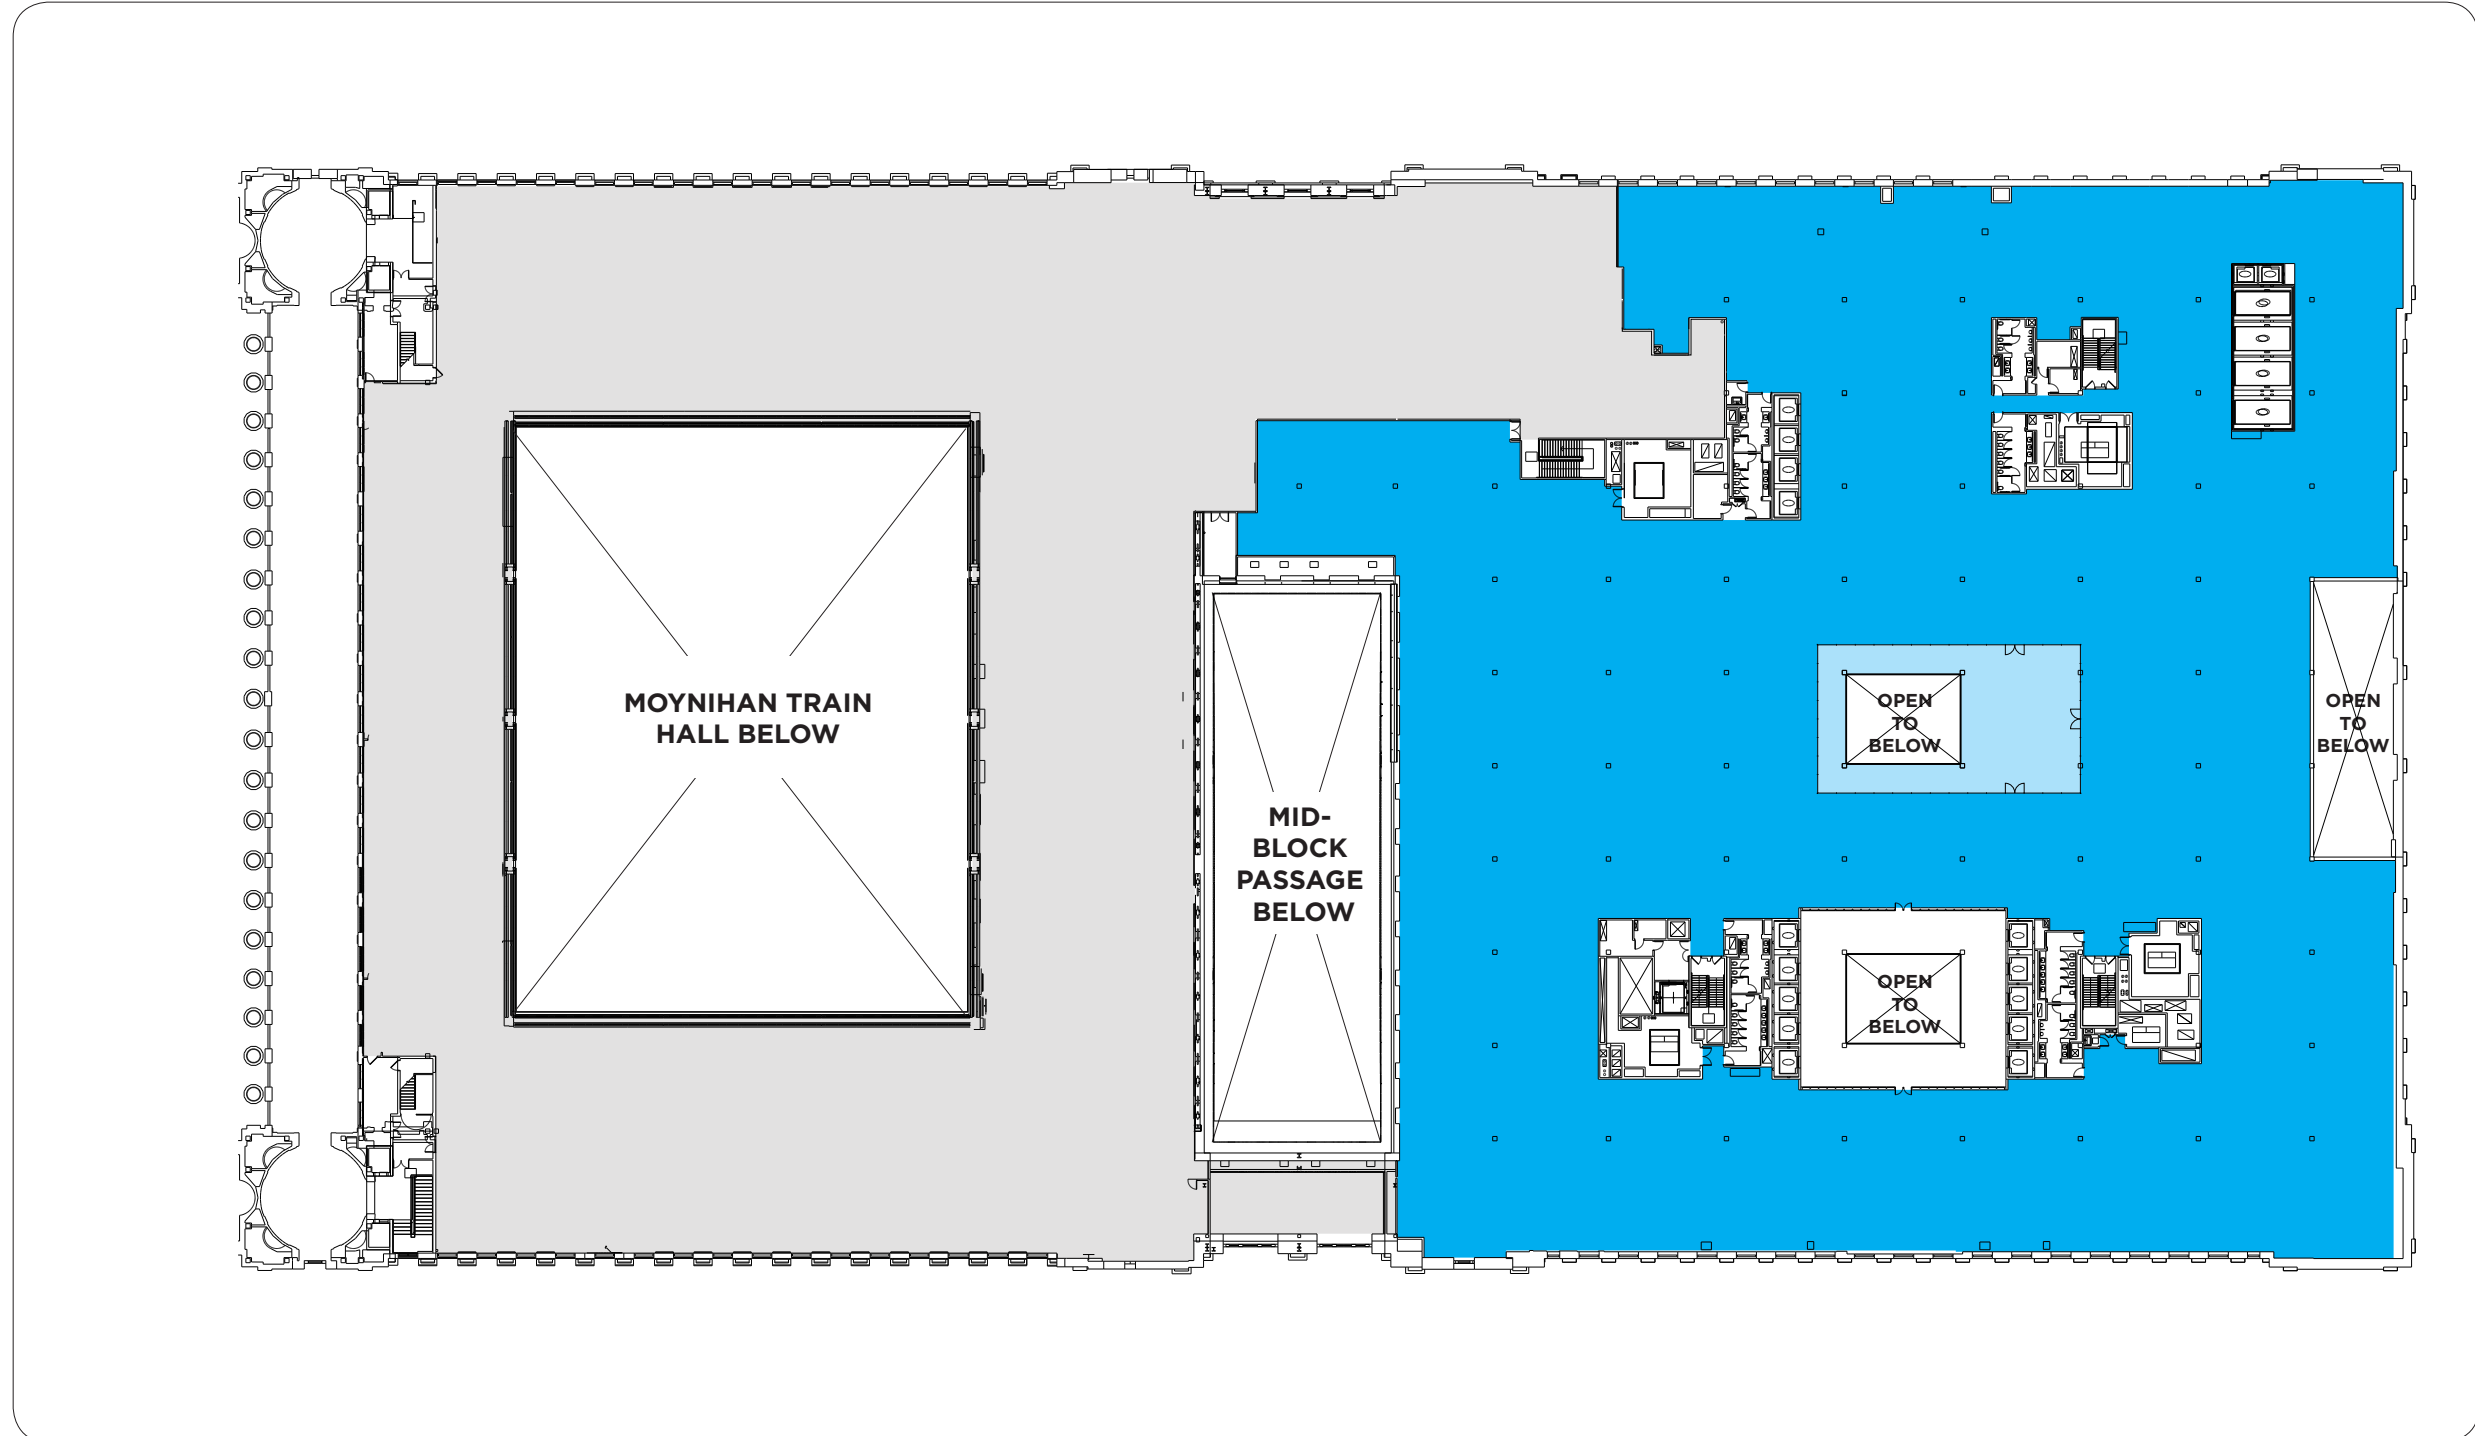 MOYNIHAN TRAIN
HALL BELOW
MID-
BLOCK
PASSAGE
BELOW
OPEN
TO
BELOW
OPEN
TO
BELOW
OPEN
TO
BELOW